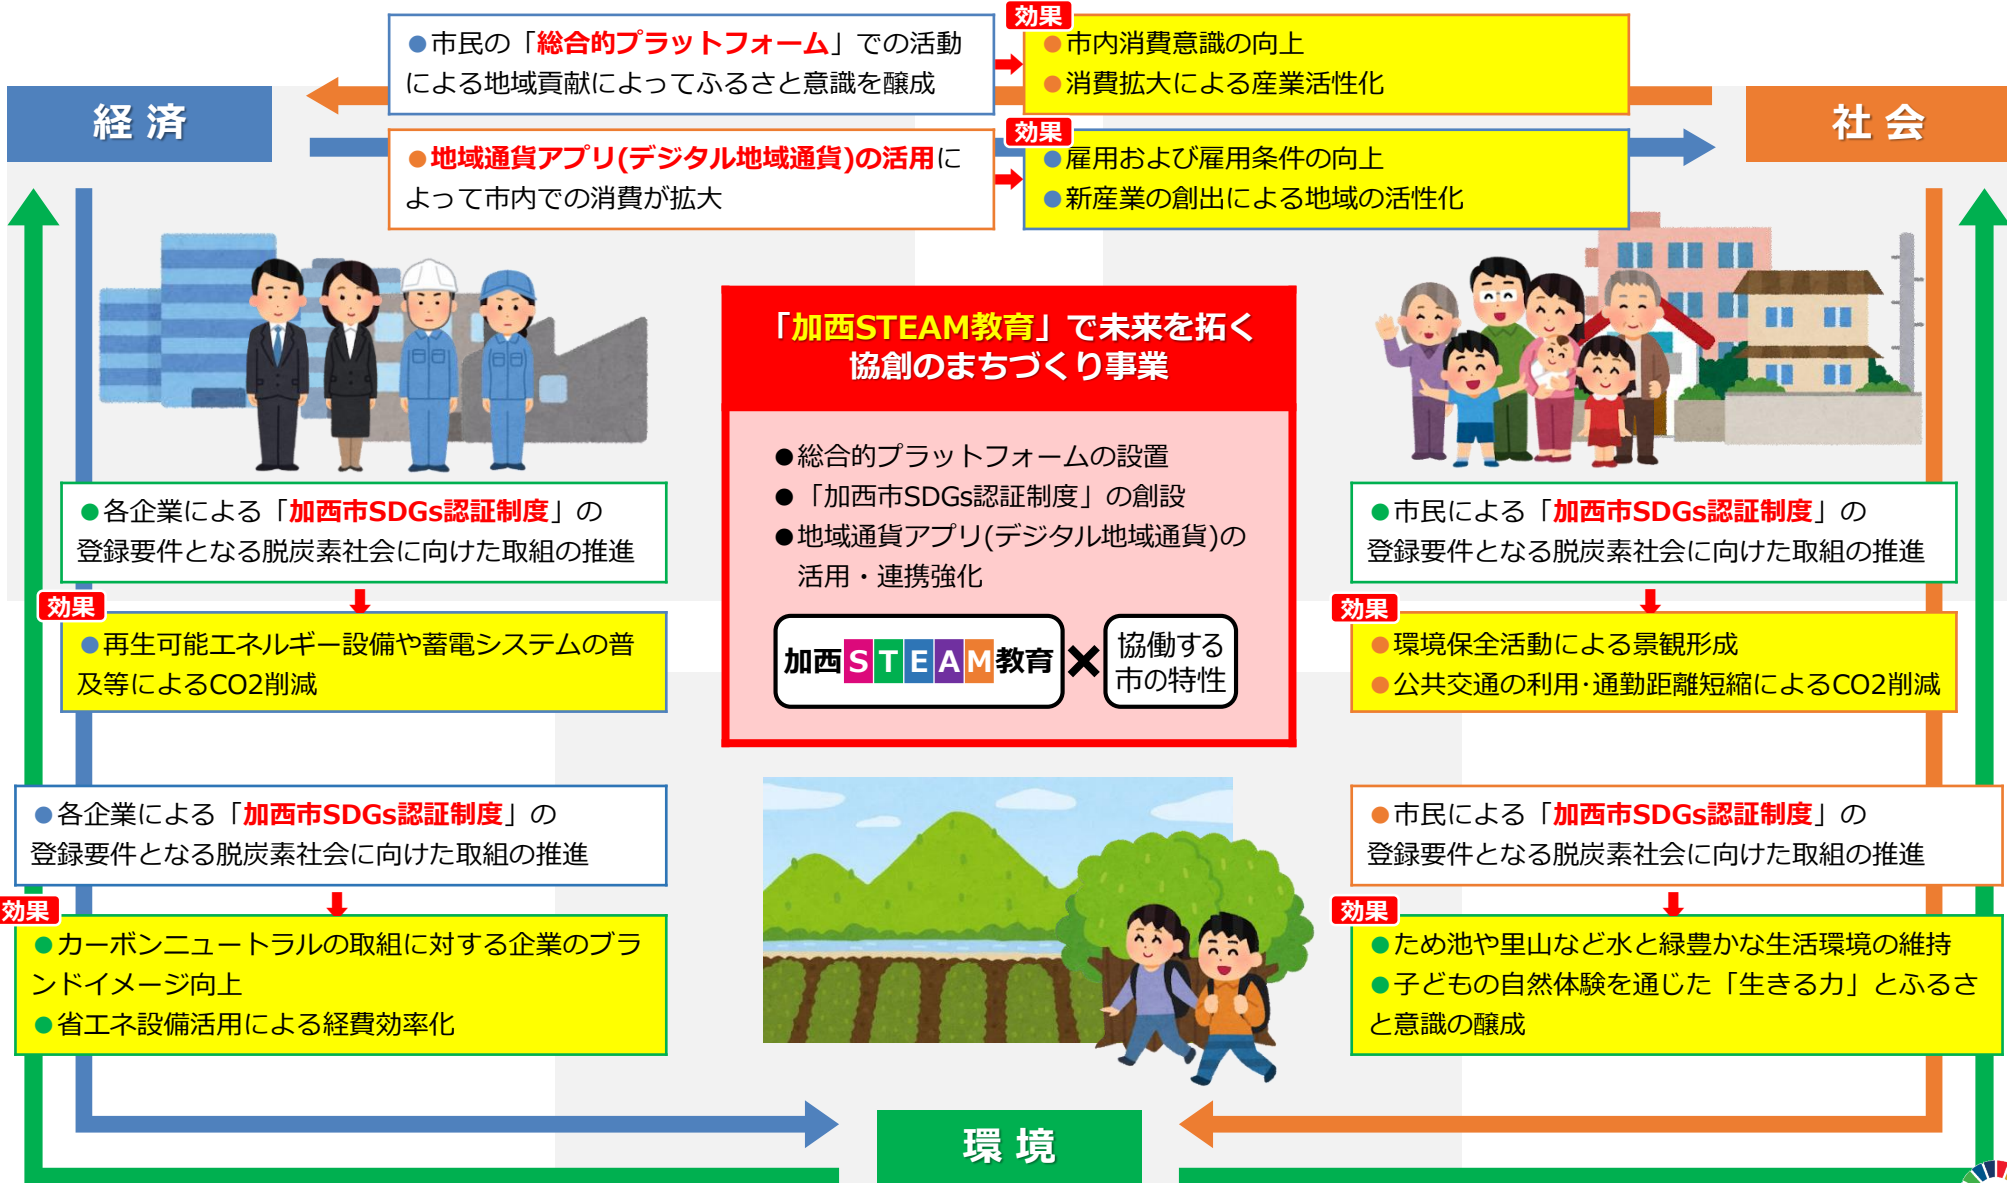 ●市民の「総合的プラットフォーム」での活動
による地域貢献によってふるさと意識を醸成
効果
●市内消費意識の向上
●消費拡大による産業活性化
経 済
社 会
●地域通貨アプリ(デジタル地域通貨)の活用に
よって市内での消費が拡大
効果
●雇用および雇用条件の向上
●新産業の創出による地域の活性化
「加西STEAM教育」で未来を拓く
協創のまちづくり事業
●総合的プラットフォームの設置
●「加西市SDGs認証制度」の創設
●地域通貨アプリ(デジタル地域通貨)の
活用・連携強化
加西STEAM教育
×
協働する
市の特性
●各企業による「加西市SDGs認証制度」の
登録要件となる脱炭素社会に向けた取組の推進
効果
●再生可能エネルギー設備や蓄電システムの普
及等によるCO2削減
●市民による「加西市SDGs認証制度」の
登録要件となる脱炭素社会に向けた取組の推進
効果
●環境保全活動による景観形成
●公共交通の利用･通勤距離短縮によるCO2削減
●各企業による「加西市SDGs認証制度」の
登録要件となる脱炭素社会に向けた取組の推進
効果
●カーボンニュートラルの取組に対する企業のブラ
ンドイメージ向上
●省エネ設備活用による経費効率化
●市民による「加西市SDGs認証制度」の
登録要件となる脱炭素社会に向けた取組の推進
効果
●ため池や里山など水と緑豊かな生活環境の維持
●子どもの自然体験を通じた「生きる力」とふるさ
と意識の醸成
環 境